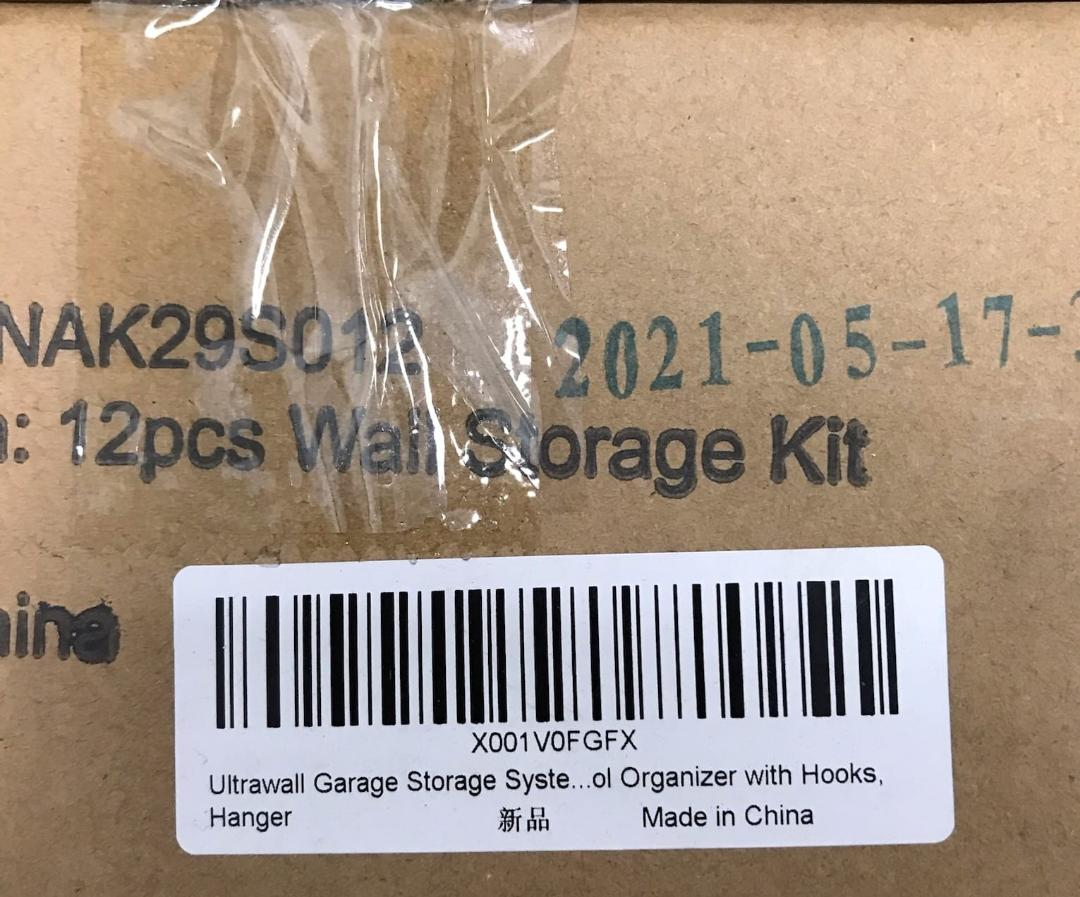 NAK29S012 2021-05-17-
: 12pcs Wall Storage Kit
ina
X001V0FGFX
Ultrawall Garage Storage Syste...ol Organizer with Hooks,
Hanger 新品 Made in China